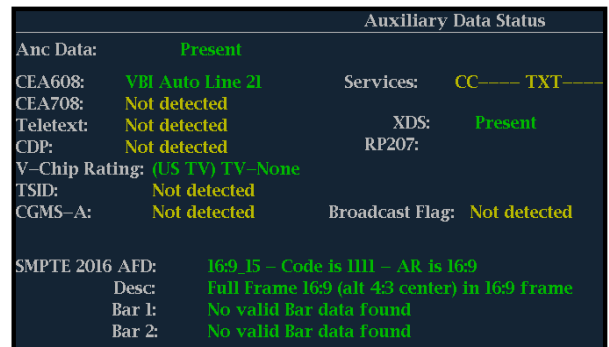 Auxiliary Data Status
Anc Data: Present
CEA608: VBI Auto Line 21 Services: CC---- TXT----
CEA708: Not detected
Teletext: Not detected XDS: Present
CDP: Not detected RP207:
V-Chip Rating: (US TV) TV-None
TSID: Not detected
CGMS-A: Not detected Broadcast Flag: Not detected
SMPTE 2016 AFD: 16:9_15 - Code is 1111 - AR is 16:9
Desc: Full Frame 16:9 (alt 4:3 center) in 16:9 frame
Bar 1: No valid Bar data found
Bar 2: No valid Bar data found